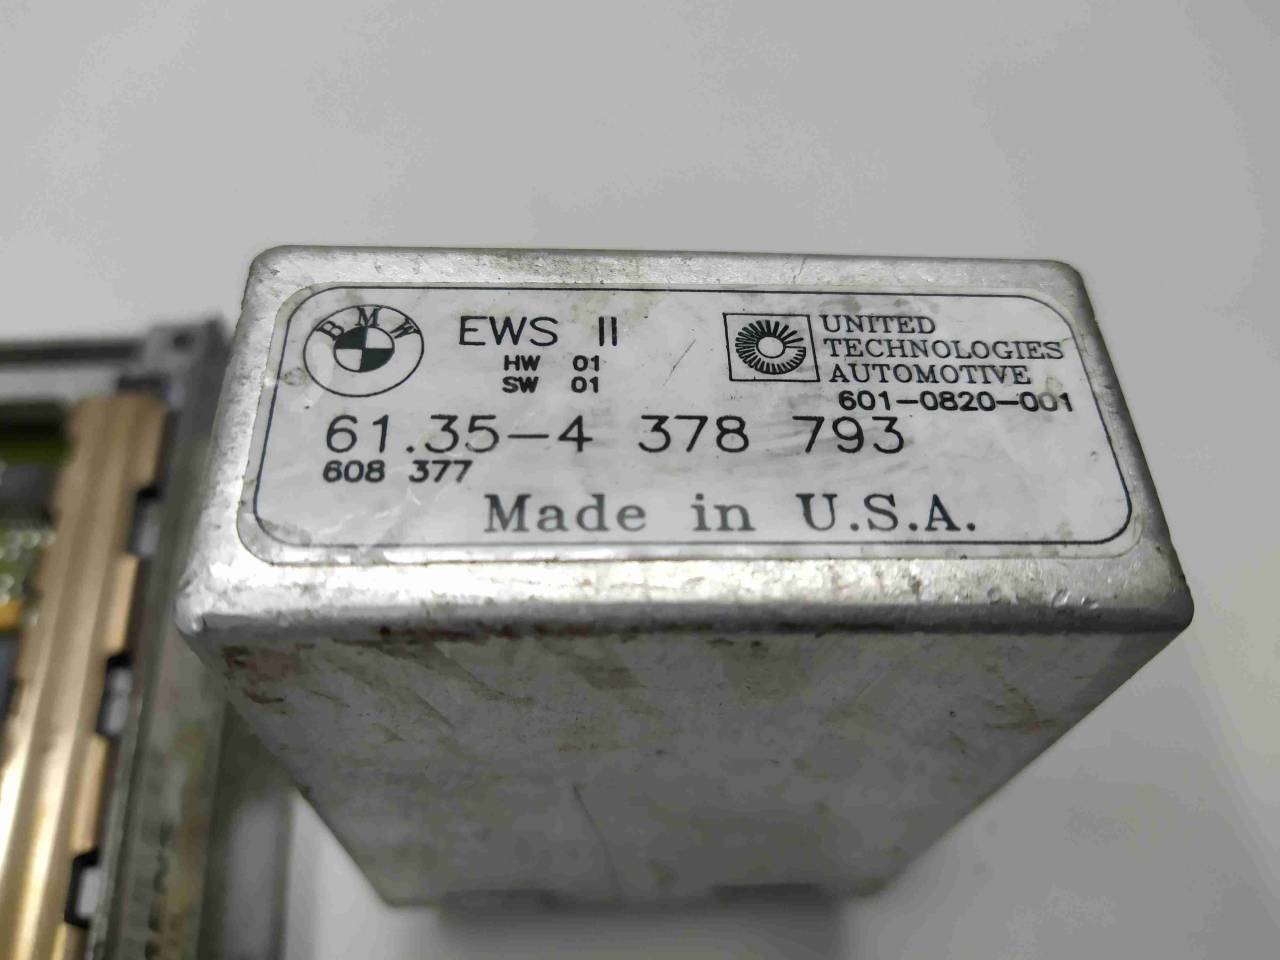 BMW
EWS II
HW 01
SW 01
UNITED
TECHNOLOGIES
AUTOMOTIVE
601-0820-001
61.35-4 378 793
608 377
Made in U.S.A.